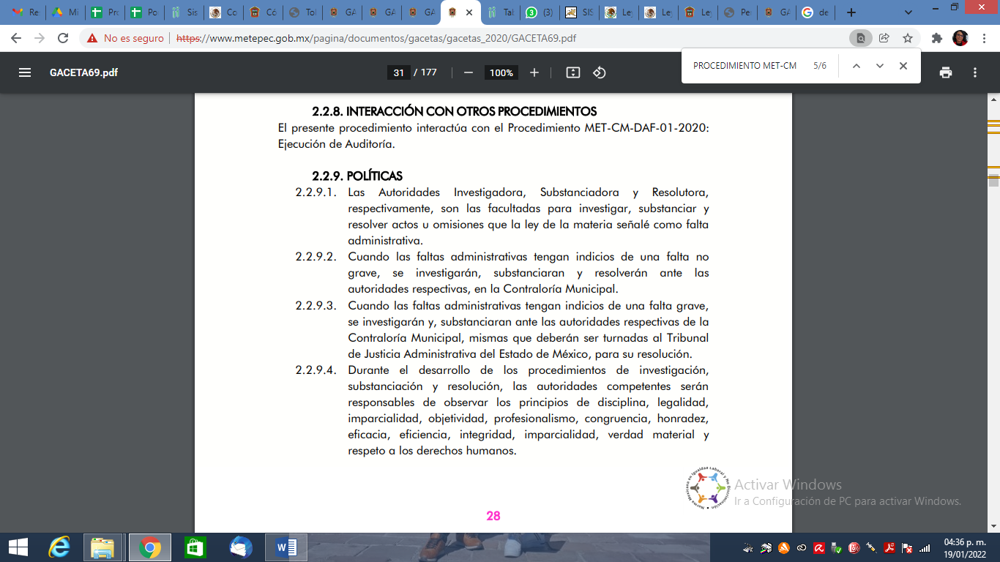 Re
Mi
Pro
Po
Sis
Co
Có
Tol
GA
GA
GA
Tal
(3)
SIS
Le
Le
Le
Pe
GA
de
No es seguro
https://www.metepec.gob.mx/pagina/documentos/gacetas/gacetas_2020/GACETA69.pdf
GACETA69.pdf
31 / 177
100%
PROCEDIMIENTO MET-CM 5/6
2.2.8. INTERACCIÓN CON OTROS PROCEDIMIENTOS
El presente procedimiento interactúa con el Procedimiento MET-CM-DAF-01-2020:
Ejecución de Auditoría.
2.2.9. POLÍTICAS
2.2.9.1. Las Autoridades Investigadora, Substanciadora y Resolutora,
respectivamente, son las facultadas para investigar, substanciar y
resolver actos u omisiones que la ley de la materia señalé como falta
administrativa.
2.2.9.2. Cuando las faltas administrativas tengan indicios de una falta no
grave, se investigarán, substanciaran y resolverán ante las
autoridades respectivas, en la Contraloría Municipal.
2.2.9.3. Cuando las faltas administrativas tengan indicios de una falta grave,
se investigarán y, substanciaran ante las autoridades respectivas de la
Contraloría Municipal, mismas que deberán ser turnadas al Tribunal
de Justicia Administrativa del Estado de México, para su resolución.
2.2.9.4. Durante el desarrollo de los procedimientos de investigación,
substanciación y resolución, las autoridades competentes serán
responsables de observar los principios de disciplina, legalidad,
imparcialidad, objetividad, profesionalismo, congruencia, honradez,
eficacia, eficiencia, integridad, imparcialidad, verdad material y
respeto a los derechos humanos.
Norma Mexicana en Igualdad Laboral y No Discriminación
Activar Windows
Ir a Configuración de PC para activar Windows.
28
04:36 p. m.
19/01/2022